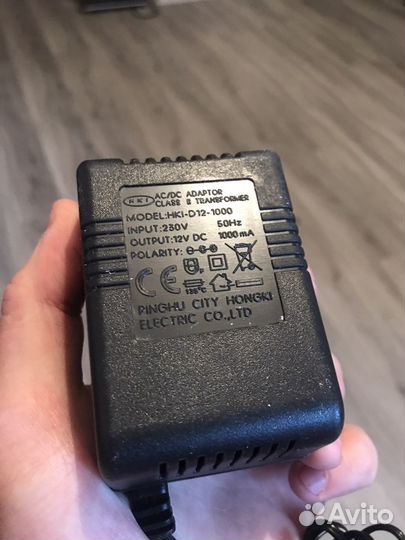 HKI AC/DC ADAPTOR
CLASS B TRANSFORMER
MODEL:HKI-D12-1000
INPUT:230V 50Hz
OUTPUT:12V DC 1000mA
POLARITY:
CE
PINGHU CITY HONGKI
ELECTRIC CO.,LTD
Avito